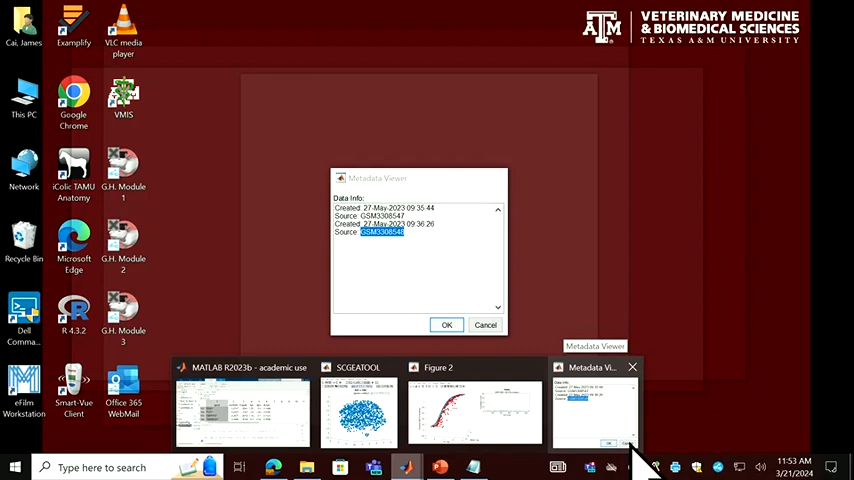 Cai, James
Examplify
VLC media
player
VETERINARY MEDICINE
& BIOMEDICAL SCIENCES
TEXAS A&M UNIVERSITY
This PC
Google
Chrome
VMIS
Network
iColic TAMU
Anatomy
G.H. Module
1
Recycle Bin
Microsoft
Edge
G.H. Module
2
Dell
Comma...
R 4.3.2
G.H. Module
3
eFilm
Workstation
Smart-Vue
Client
Office 365
WebMail
Metadata Viewer
Data Info:
Created: 27-May-2023 09:35:44
Source: GSM3308547
Created: 27-May-2023 09:36:26
Source: GSM3308548
OK
Cancel
Metadata Viewer
MATLAB R2023b - academic use
SCGEATOOL
Figure 2
Metadata Vi...
Type here to search
11:53 AM
3/21/2024